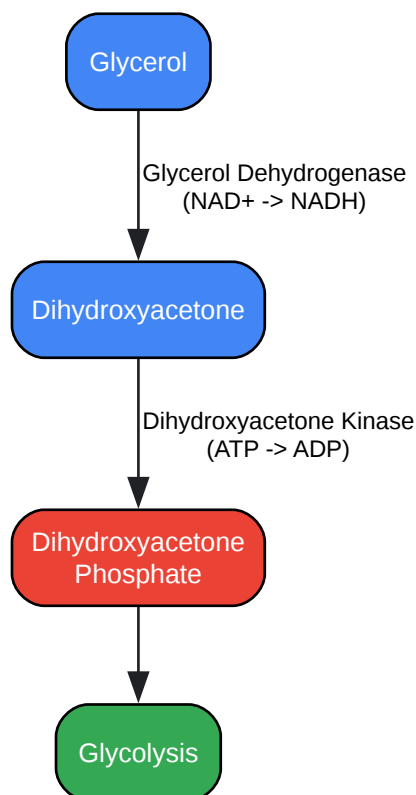 Glycerol
Glycerol Dehydrogenase
(NAD+ -> NADH)
Dihydroxyacetone
Dihydroxyacetone Kinase
(ATP -> ADP)
Dihydroxyacetone
Phosphate
Glycolysis